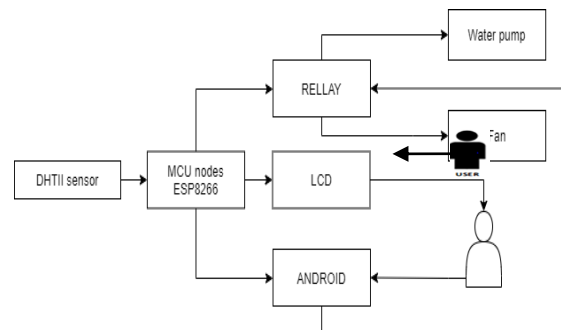 Water pump
RELLAY
Fan
USER
DHTII sensor
MCU nodes
ESP8266
LCD
ANDROID